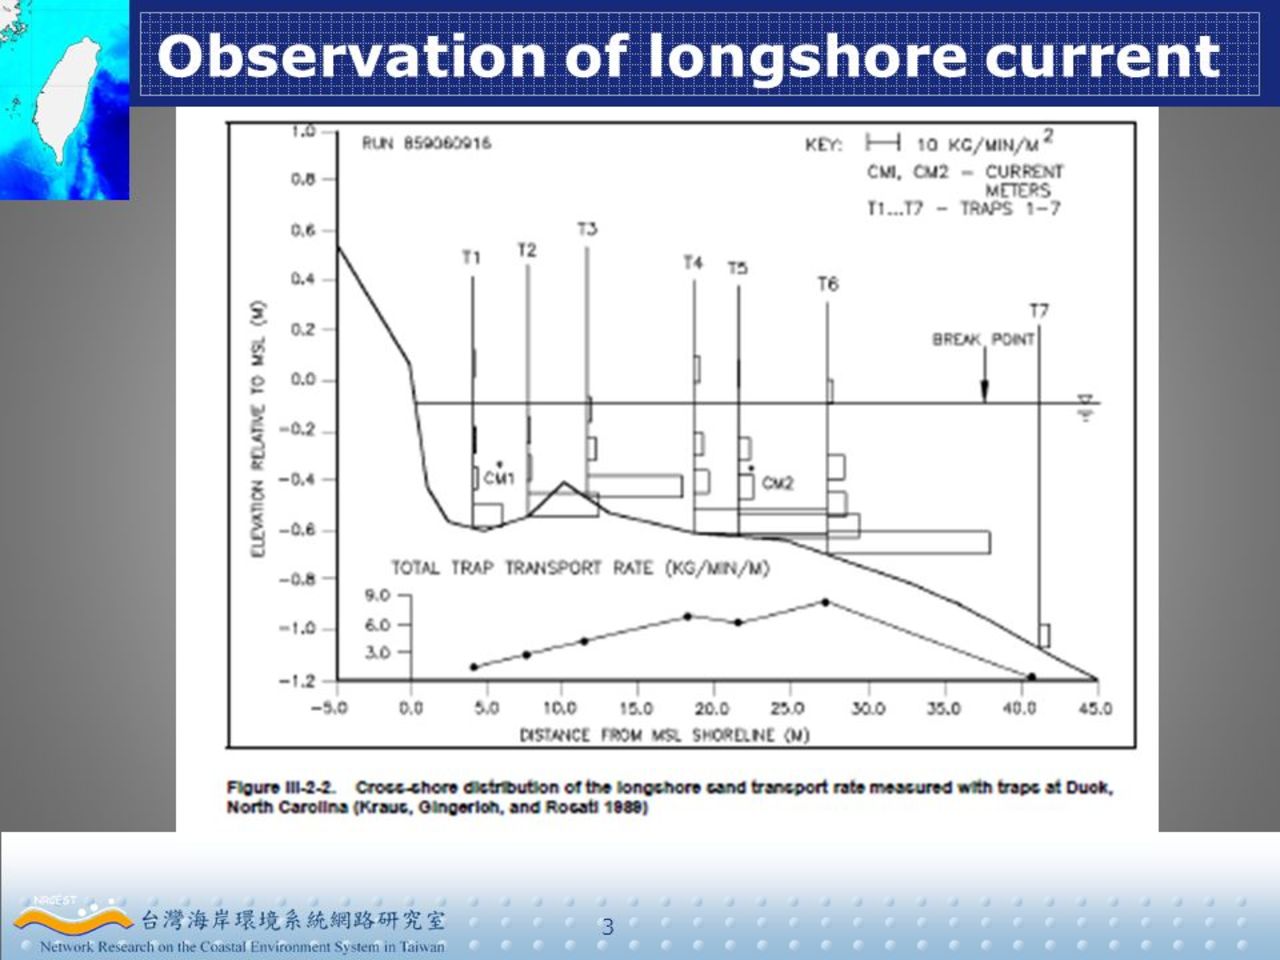 Observation of longshore current
RUN 859060916
KEY: 10 KG/MIN/M2
CM1, CM2 - CURRENT
METERS
T1...T7 - TRAPS 1-7
1.0
0.8
0.6
0.4
0.2
0.0
-0.2
-0.4
-0.6
-0.8
-1.0
-1.2
ELEVATION RELATIVE TO MSL (M)
T1
T2
T3
T4
T5
T6
T7
BREAK POINT
CM1
CM2
TOTAL TRAP TRANSPORT RATE (KG/MIN/M)
9.0
6.0
3.0
-5.0 0.0 5.0 10.0 15.0 20.0 25.0 30.0 35.0 40.0 45.0
DISTANCE FROM MSL SHORELINE (M)
Figure III-2-2. Cross-shore distribution of the longshore sand transport rate measured with traps at Duck,
North Carolina (Kraus, Gingerich, and Rosati 1989)
NRCEST
台灣海岸環境系統網路研究室
Network Research on the Coastal Environment System in Taiwan
3